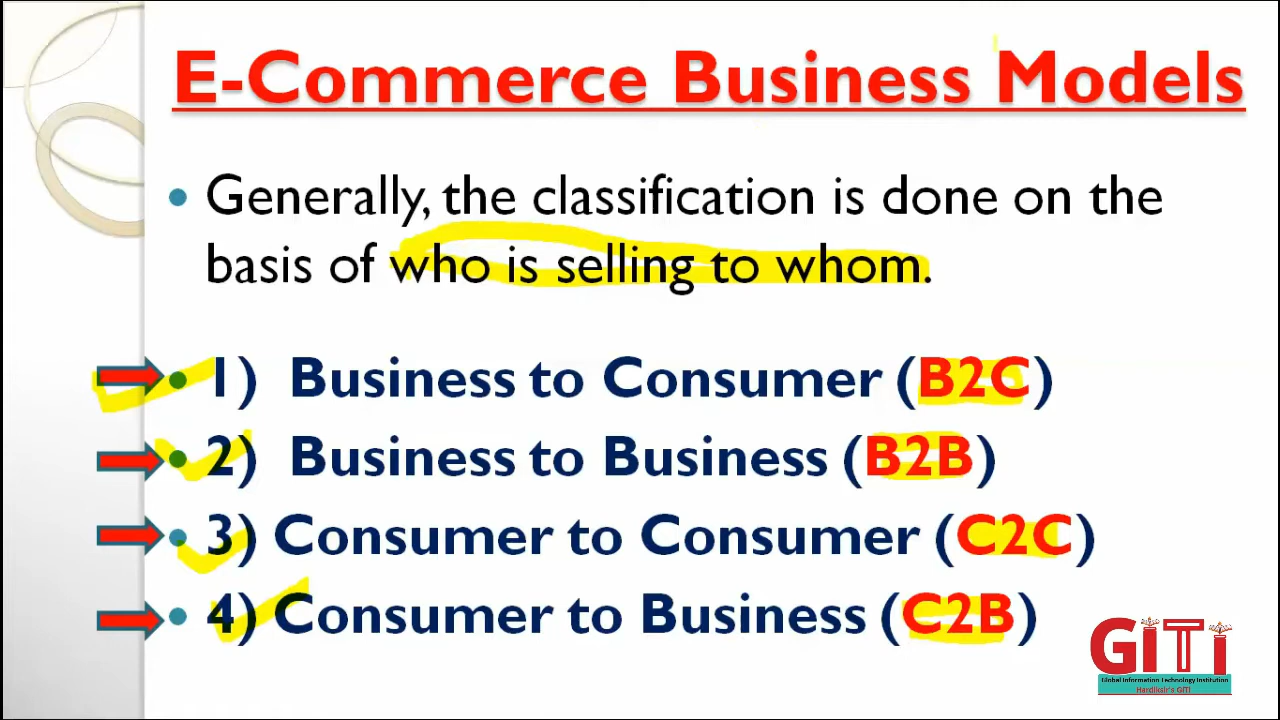 E-Commerce Business Models
• Generally, the classification is done on the
basis of who is selling to whom.
• 1) Business to Consumer (B2C)
• 2) Business to Business (B2B)
• 3) Consumer to Consumer (C2C)
• 4) Consumer to Business (C2B)
GiTi
Global Information Technology Institution
Hardiksir's GiTi